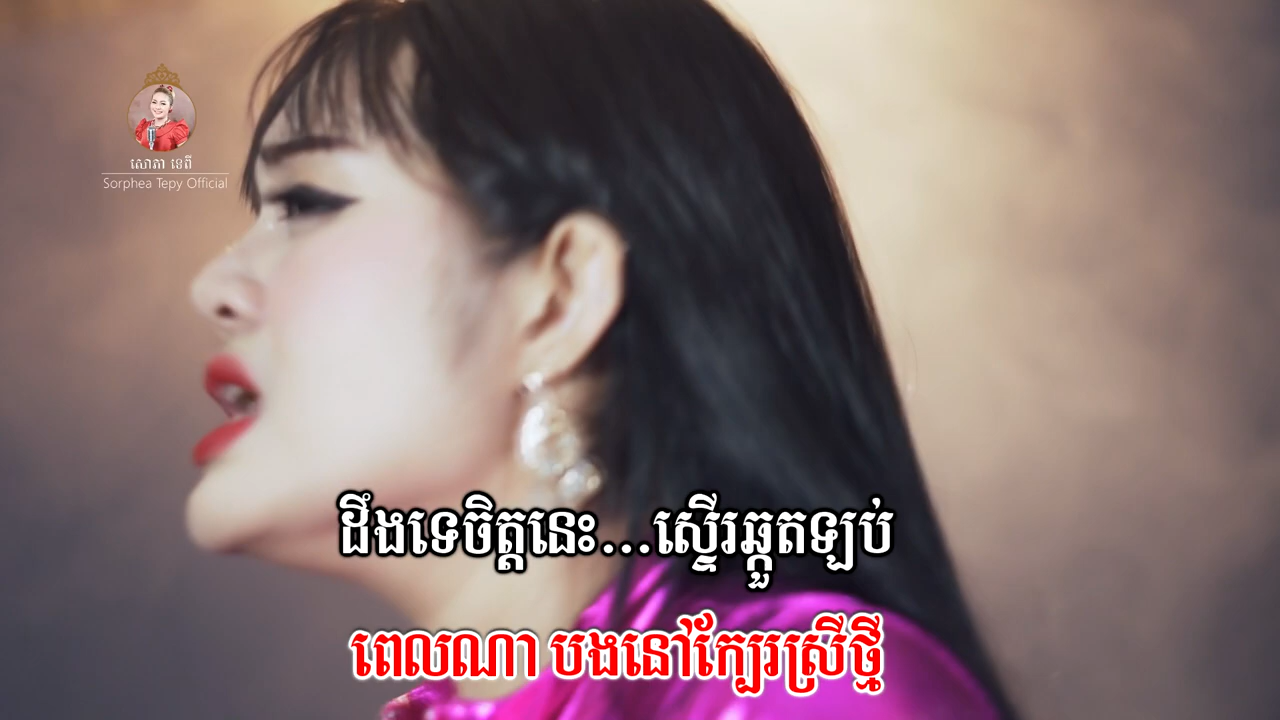 សោភា ទេពី
Sorphea Tepy Official
ដឹងទេចិត្តនេះ...ស្ទើរឆ្កួតឡប់
ពេលណា បងនៅក្បែរស្រីថ្មី